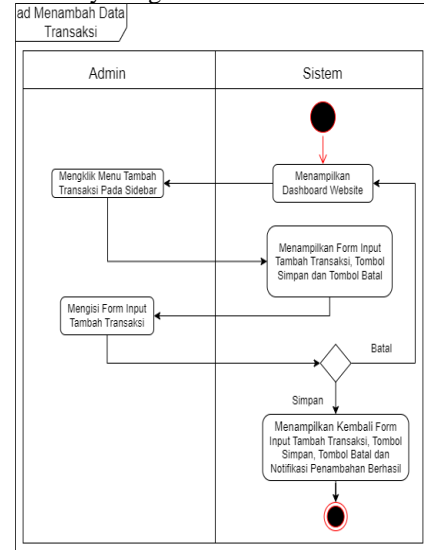 ad Menambah Data
Transaksi
Admin
Sistem
Menampilkan
Dashboard Website
Mengklik Menu Tambah
Transaksi Pada Sidebar
Menampilkan Form Input
Tambah Transaksi, Tombol
Simpan dan Tombol Batal
Mengisi Form Input
Tambah Transaksi
Batal
Simpan
Menampilkan Kembali Form
Input Tambah Transaksi, Tombol
Simpan, Tombol Batal dan
Notifikasi Penambahan Berhasil